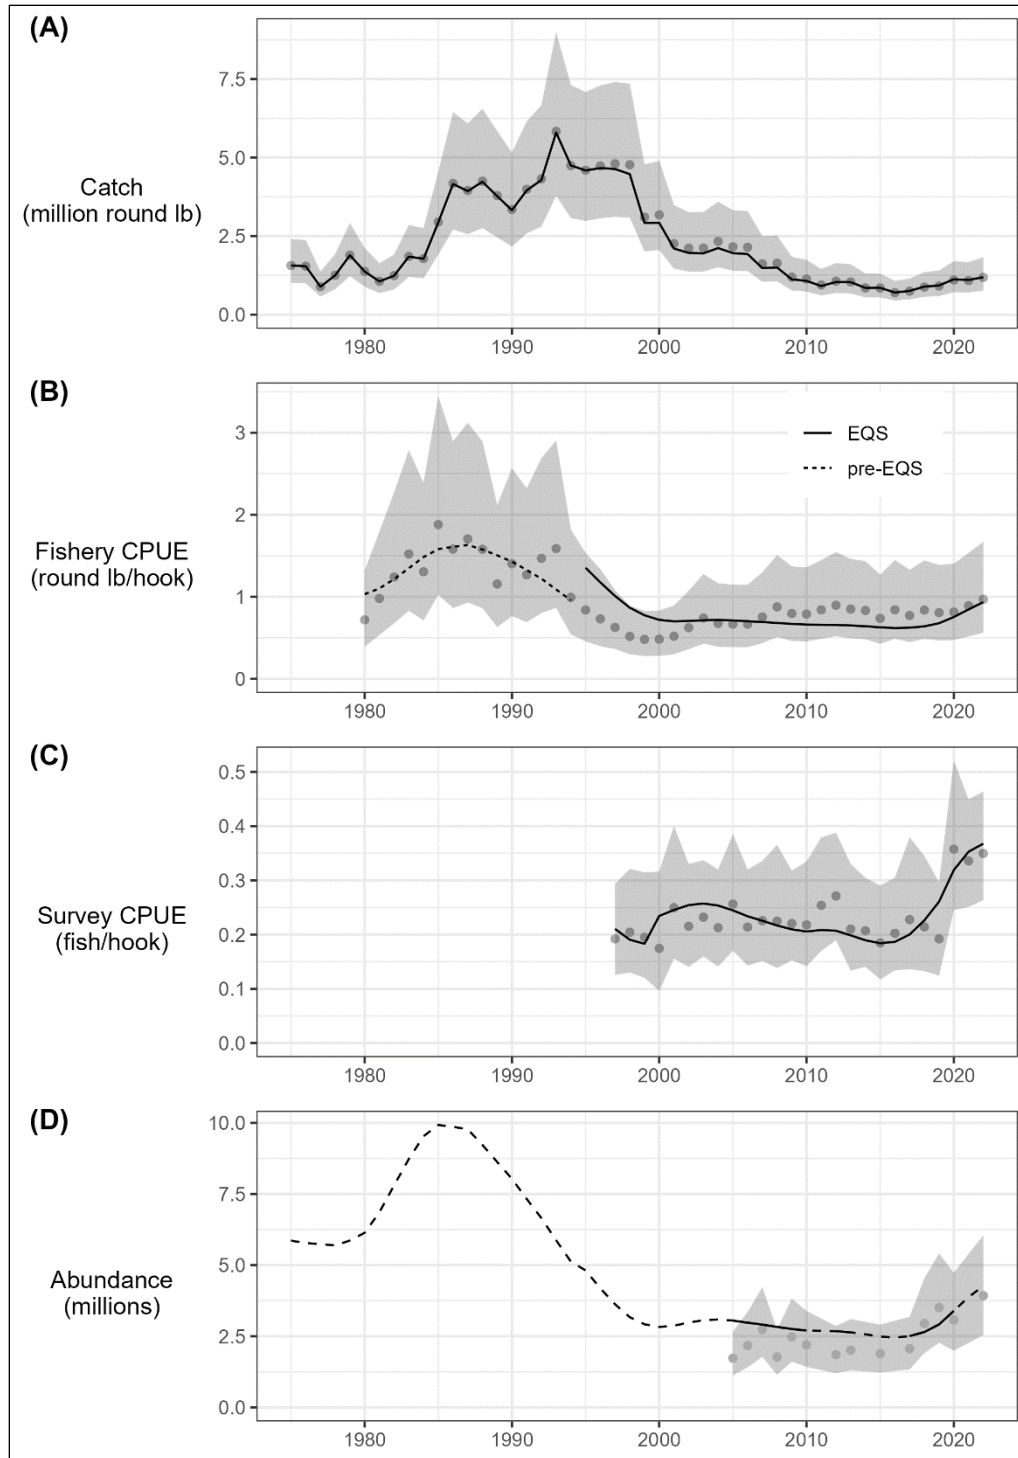 (A)
Catch
(million round lb)
7.5
5.0
2.5
0.0
1980 1990 2000 2010 2020
(B)
Fishery CPUE
(round lb/hook)
3
2
1
0
EQS
pre-EQS
1980 1990 2000 2010 2020
(C)
Survey CPUE
(fish/hook)
0.5
0.4
0.3
0.2
0.1
0.0
1980 1990 2000 2010 2020
(D)
Abundance
(millions)
10.0
7.5
5.0
2.5
0.0
1980 1990 2000 2010 2020